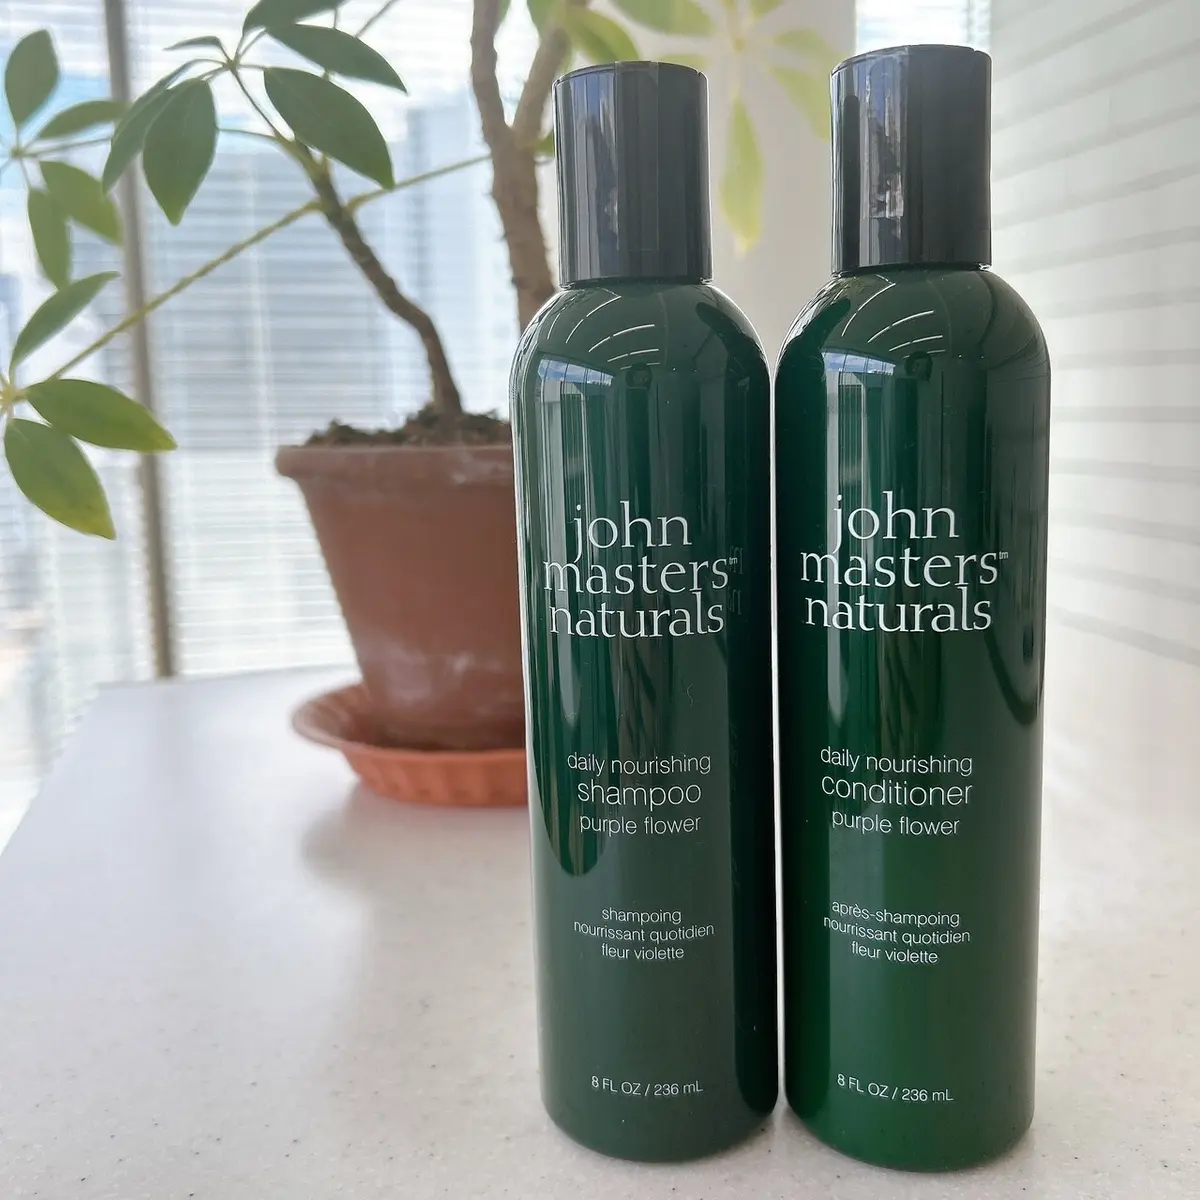 john
masters™
naturals
daily nourishing
shampoo
purple flower
shampoing
nourrissant quotidien
fleur violette
8 FL OZ / 236 mL
john
masters™
naturals
daily nourishing
conditioner
purple flower
après-shampoing
nourrissant quotidien
fleur violette
8 FL OZ / 236 mL